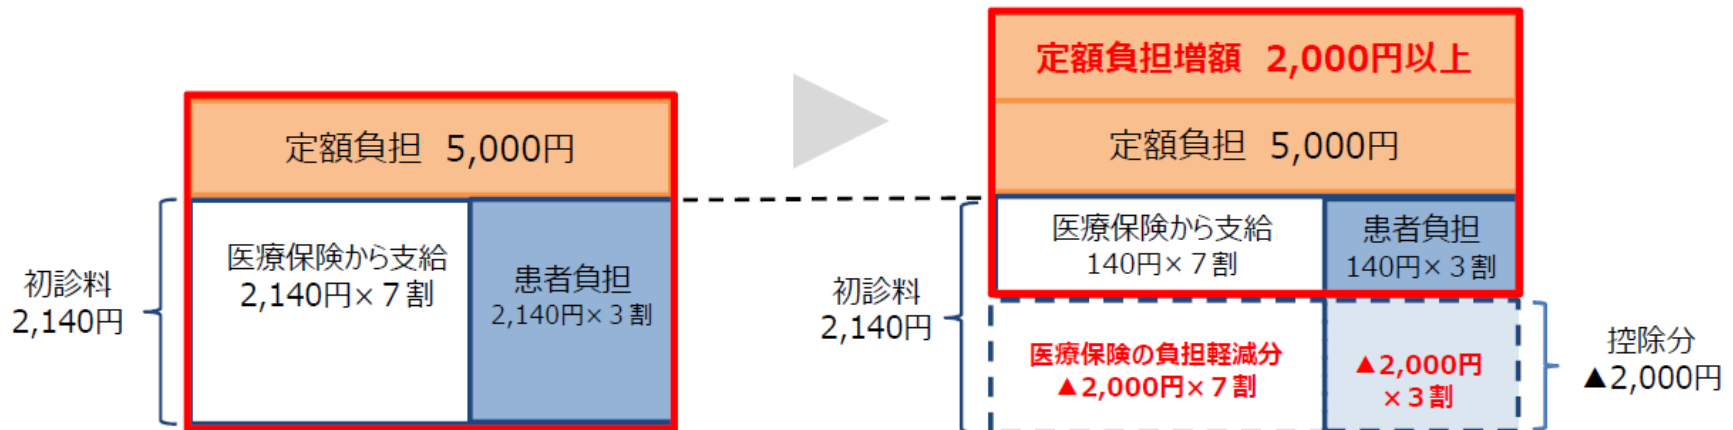 定額負担 5,000円
初診料
2,140円
医療保険から支給
2,140円×7割
患者負担
2,140円×3割
定額負担増額 2,000円以上
定額負担 5,000円
初診料
2,140円
医療保険から支給
140円×7割
患者負担
140円×3割
医療保険の負担軽減分
▲2,000円×7割
▲2,000円
×3割
控除分
▲2,000円